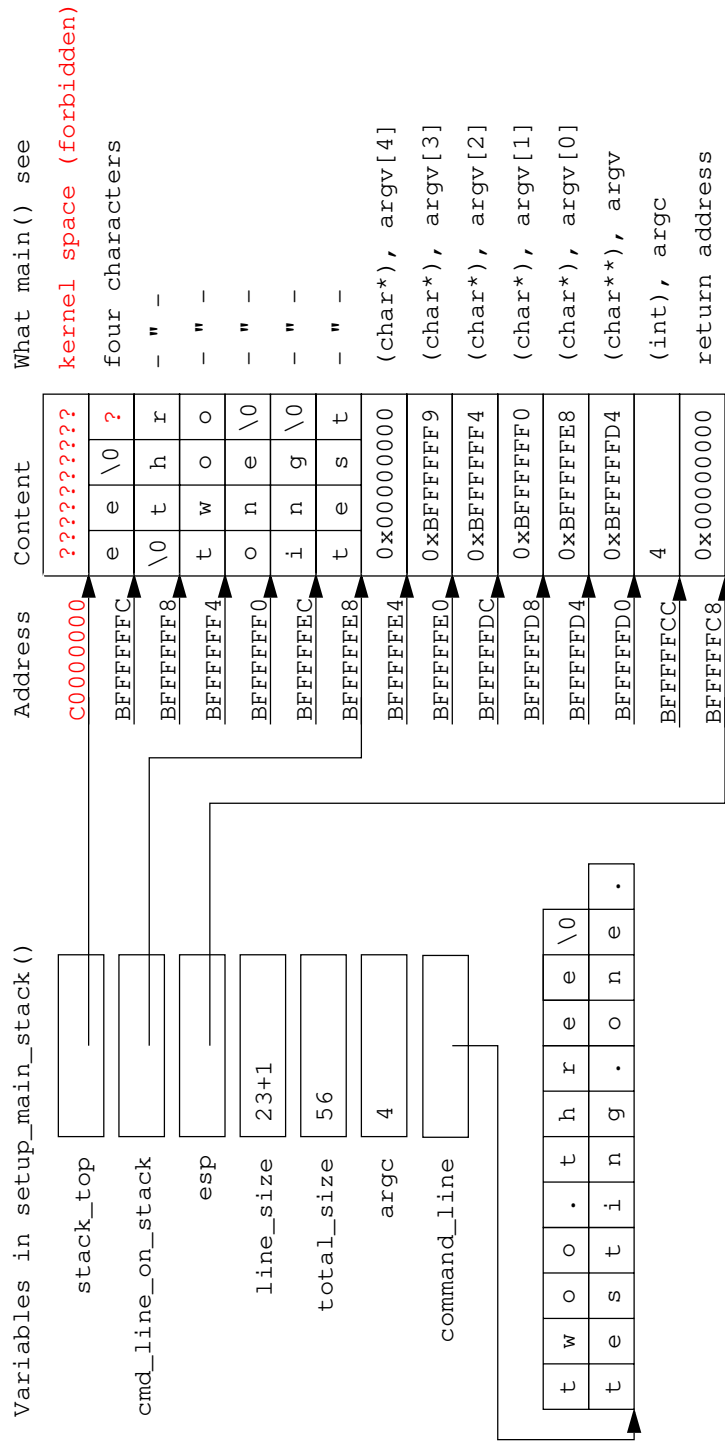 Variables in setup_main_stack()
Address Content What main() see
stack_top
C0000000 ??????????? kernel space (forbidden)
BFFFFFFC e e \0 ? four characters
cmd_line_on_stack
BFFFFFF8 \0 t h r - " -
BFFFFFF4 t w o o - " -
esp
BFFFFFF0 o n e \0 - " -
line_size 23+1
BFFFFFEC i n g \0 - " -
total_size 56
BFFFFFE8 t e s t - " -
argc 4
BFFFFFE4 0x00000000 (char*), argv[4]
BFFFFFE0 0xBFFFFFF9 (char*), argv[3]
command_line
BFFFFFDC 0xBFFFFFF4 (char*), argv[2]
BFFFFFD8 0xBFFFFFF0 (char*), argv[1]
BFFFFFD4 0xBFFFFFE8 (char*), argv[0]
t w o o . t h r e e \0
BFFFFFD0 0xBFFFFFD4 (char**), argv
t e s t i n g . o n e .
BFFFFFCC 4 (int), argc
BFFFFFC8 0x00000000 return address